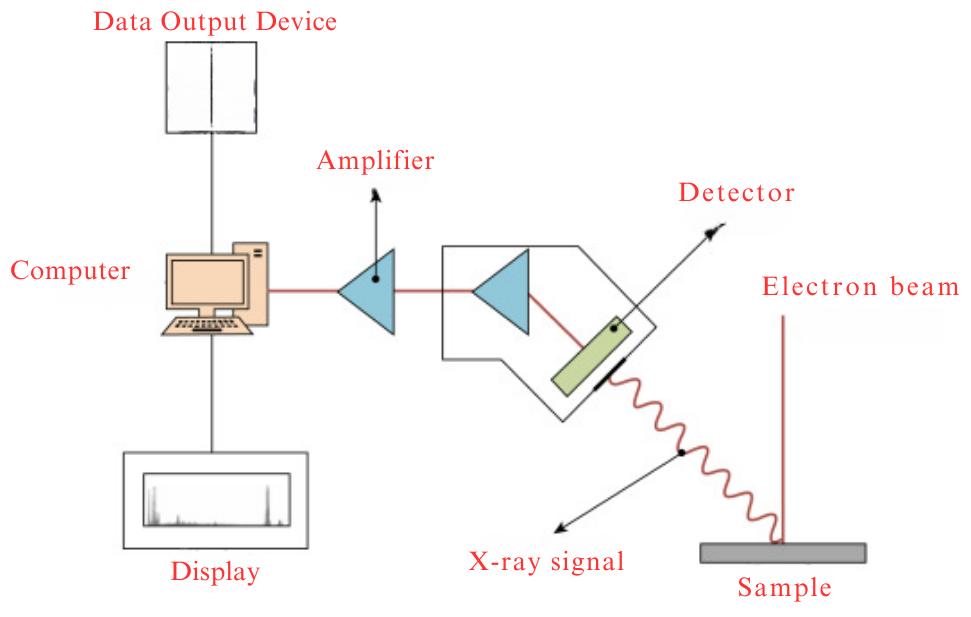 Data Output Device
Amplifier
Detector
Computer
Electron beam
X-ray signal
Display
Sample